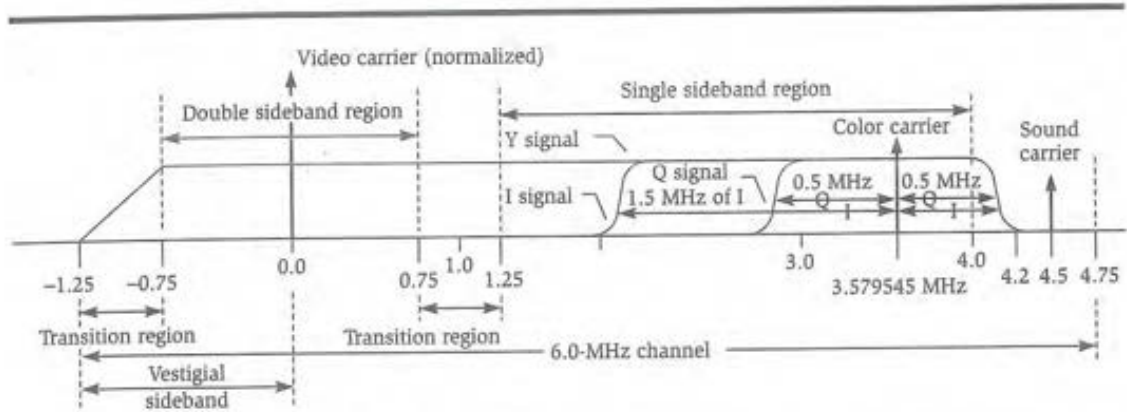 Video carrier (normalized)
Single sideband region
Double sideband region
Color carrier
Sound
carrier
Y signal
Q signal
0.5 MHz
0.5 MHz
I signal
1.5 MHz of I
Q
Q
I
I
-1.25
-0.75
0.0
0.75
1.0
1.25
3.0
4.0
4.2
4.5
4.75
3.579545 MHz
Transition region
Transition region
6.0-MHz channel
Vestigial
sideband